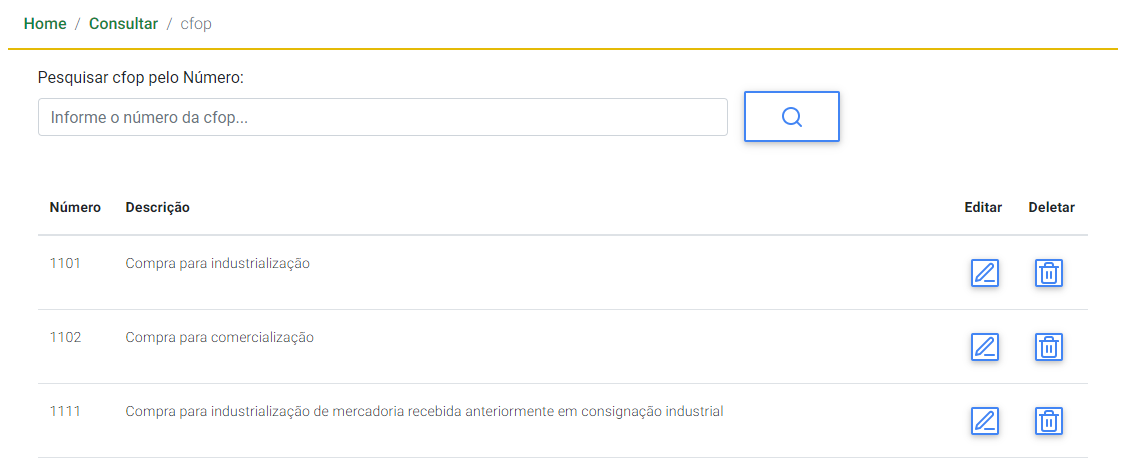 Home / Consultar / cfop
Pesquisar cfop pelo Número:
Informe o número da cfop...
Número Descrição Editar Deletar
1101 Compra para industrialização
1102 Compra para comercialização
1111 Compra para industrialização de mercadoria recebida anteriormente em consignação industrial